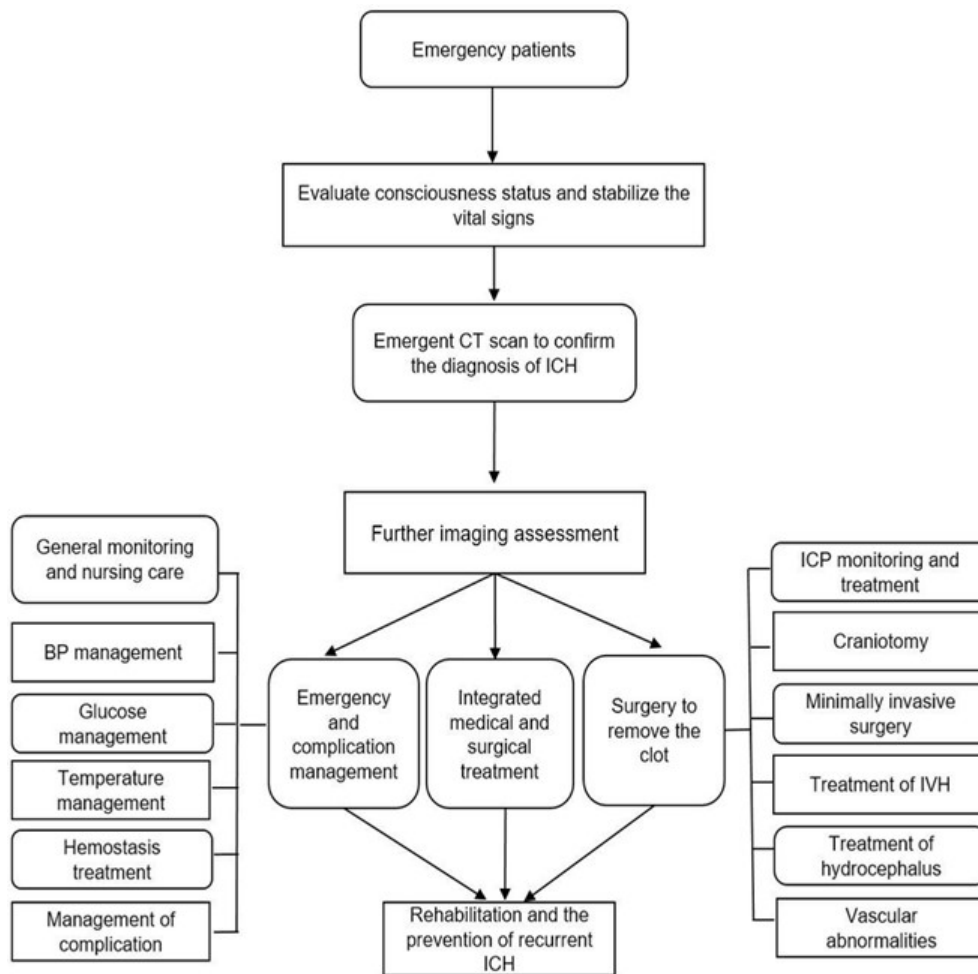 Emergency patients
Evaluate consciousness status and stabilize the
vital signs
Emergent CT scan to confirm
the diagnosis of ICH
Further imaging assessment
General monitoring
and nursing care
BP management
Glucose
management
Temperature
management
Hemostasis
treatment
Management of
complication
Emergency
and
complication
management
Integrated
medical and
surgical
treatment
Surgery to
remove the
clot
ICP monitoring and
treatment
Craniotomy
Minimally invasive
surgery
Treatment of IVH
Treatment of
hydrocephalus
Vascular
abnormalities
Rehabilitation and the
prevention of recurrent
ICH